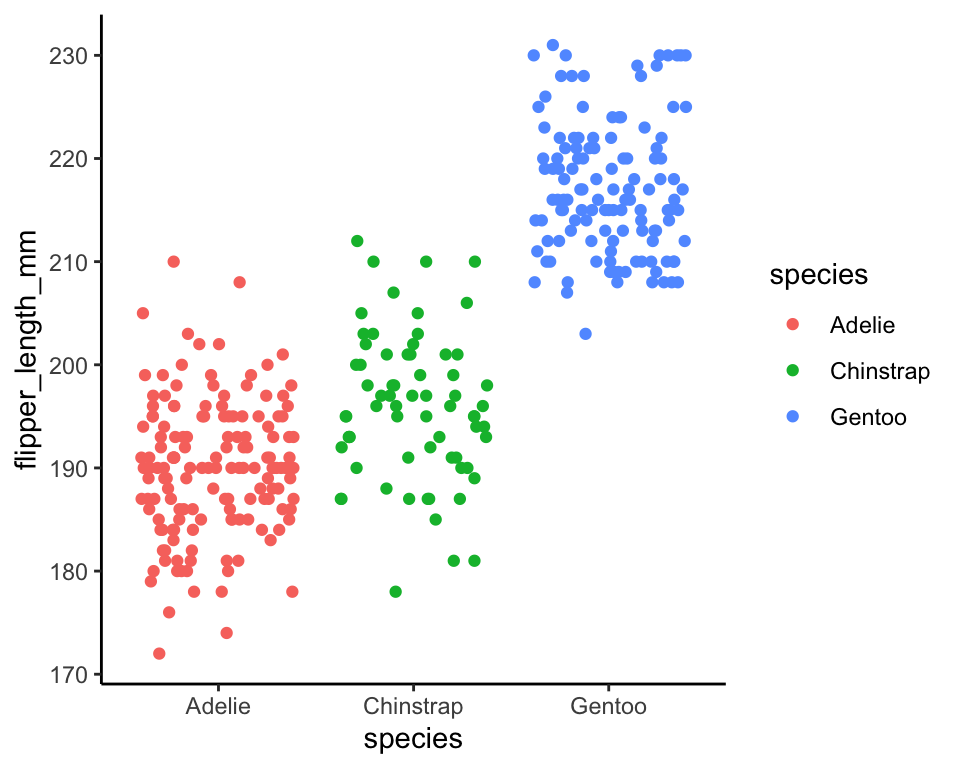 230
220
210
200
190
180
170
flipper_length_mm
Adelie
Chinstrap
Gentoo
species
species
Adelie
Chinstrap
Gentoo